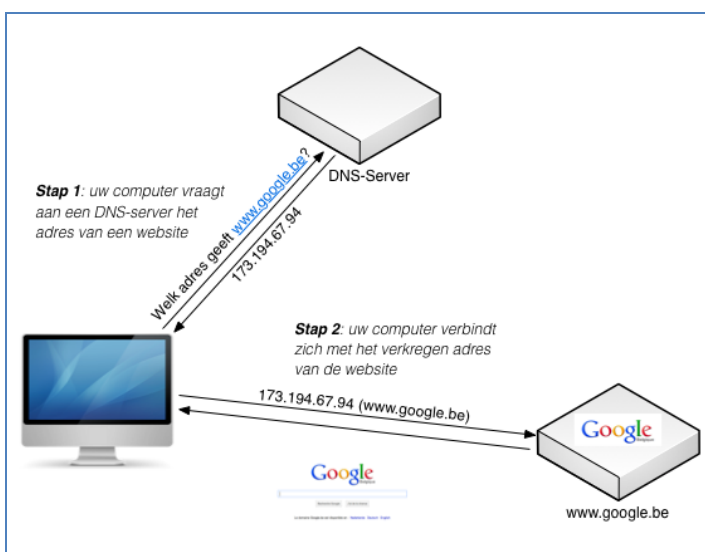 DNS-Server
Stap 1: uw computer vraagt
aan een DNS-server het
adres van een website
Welk adres geeft www.google.be?
173.194.67.94
Stap 2: uw computer verbindt
zich met het verkregen adres
van de website
173.194.67.94 (www.google.be)
Google
www.google.be
Google